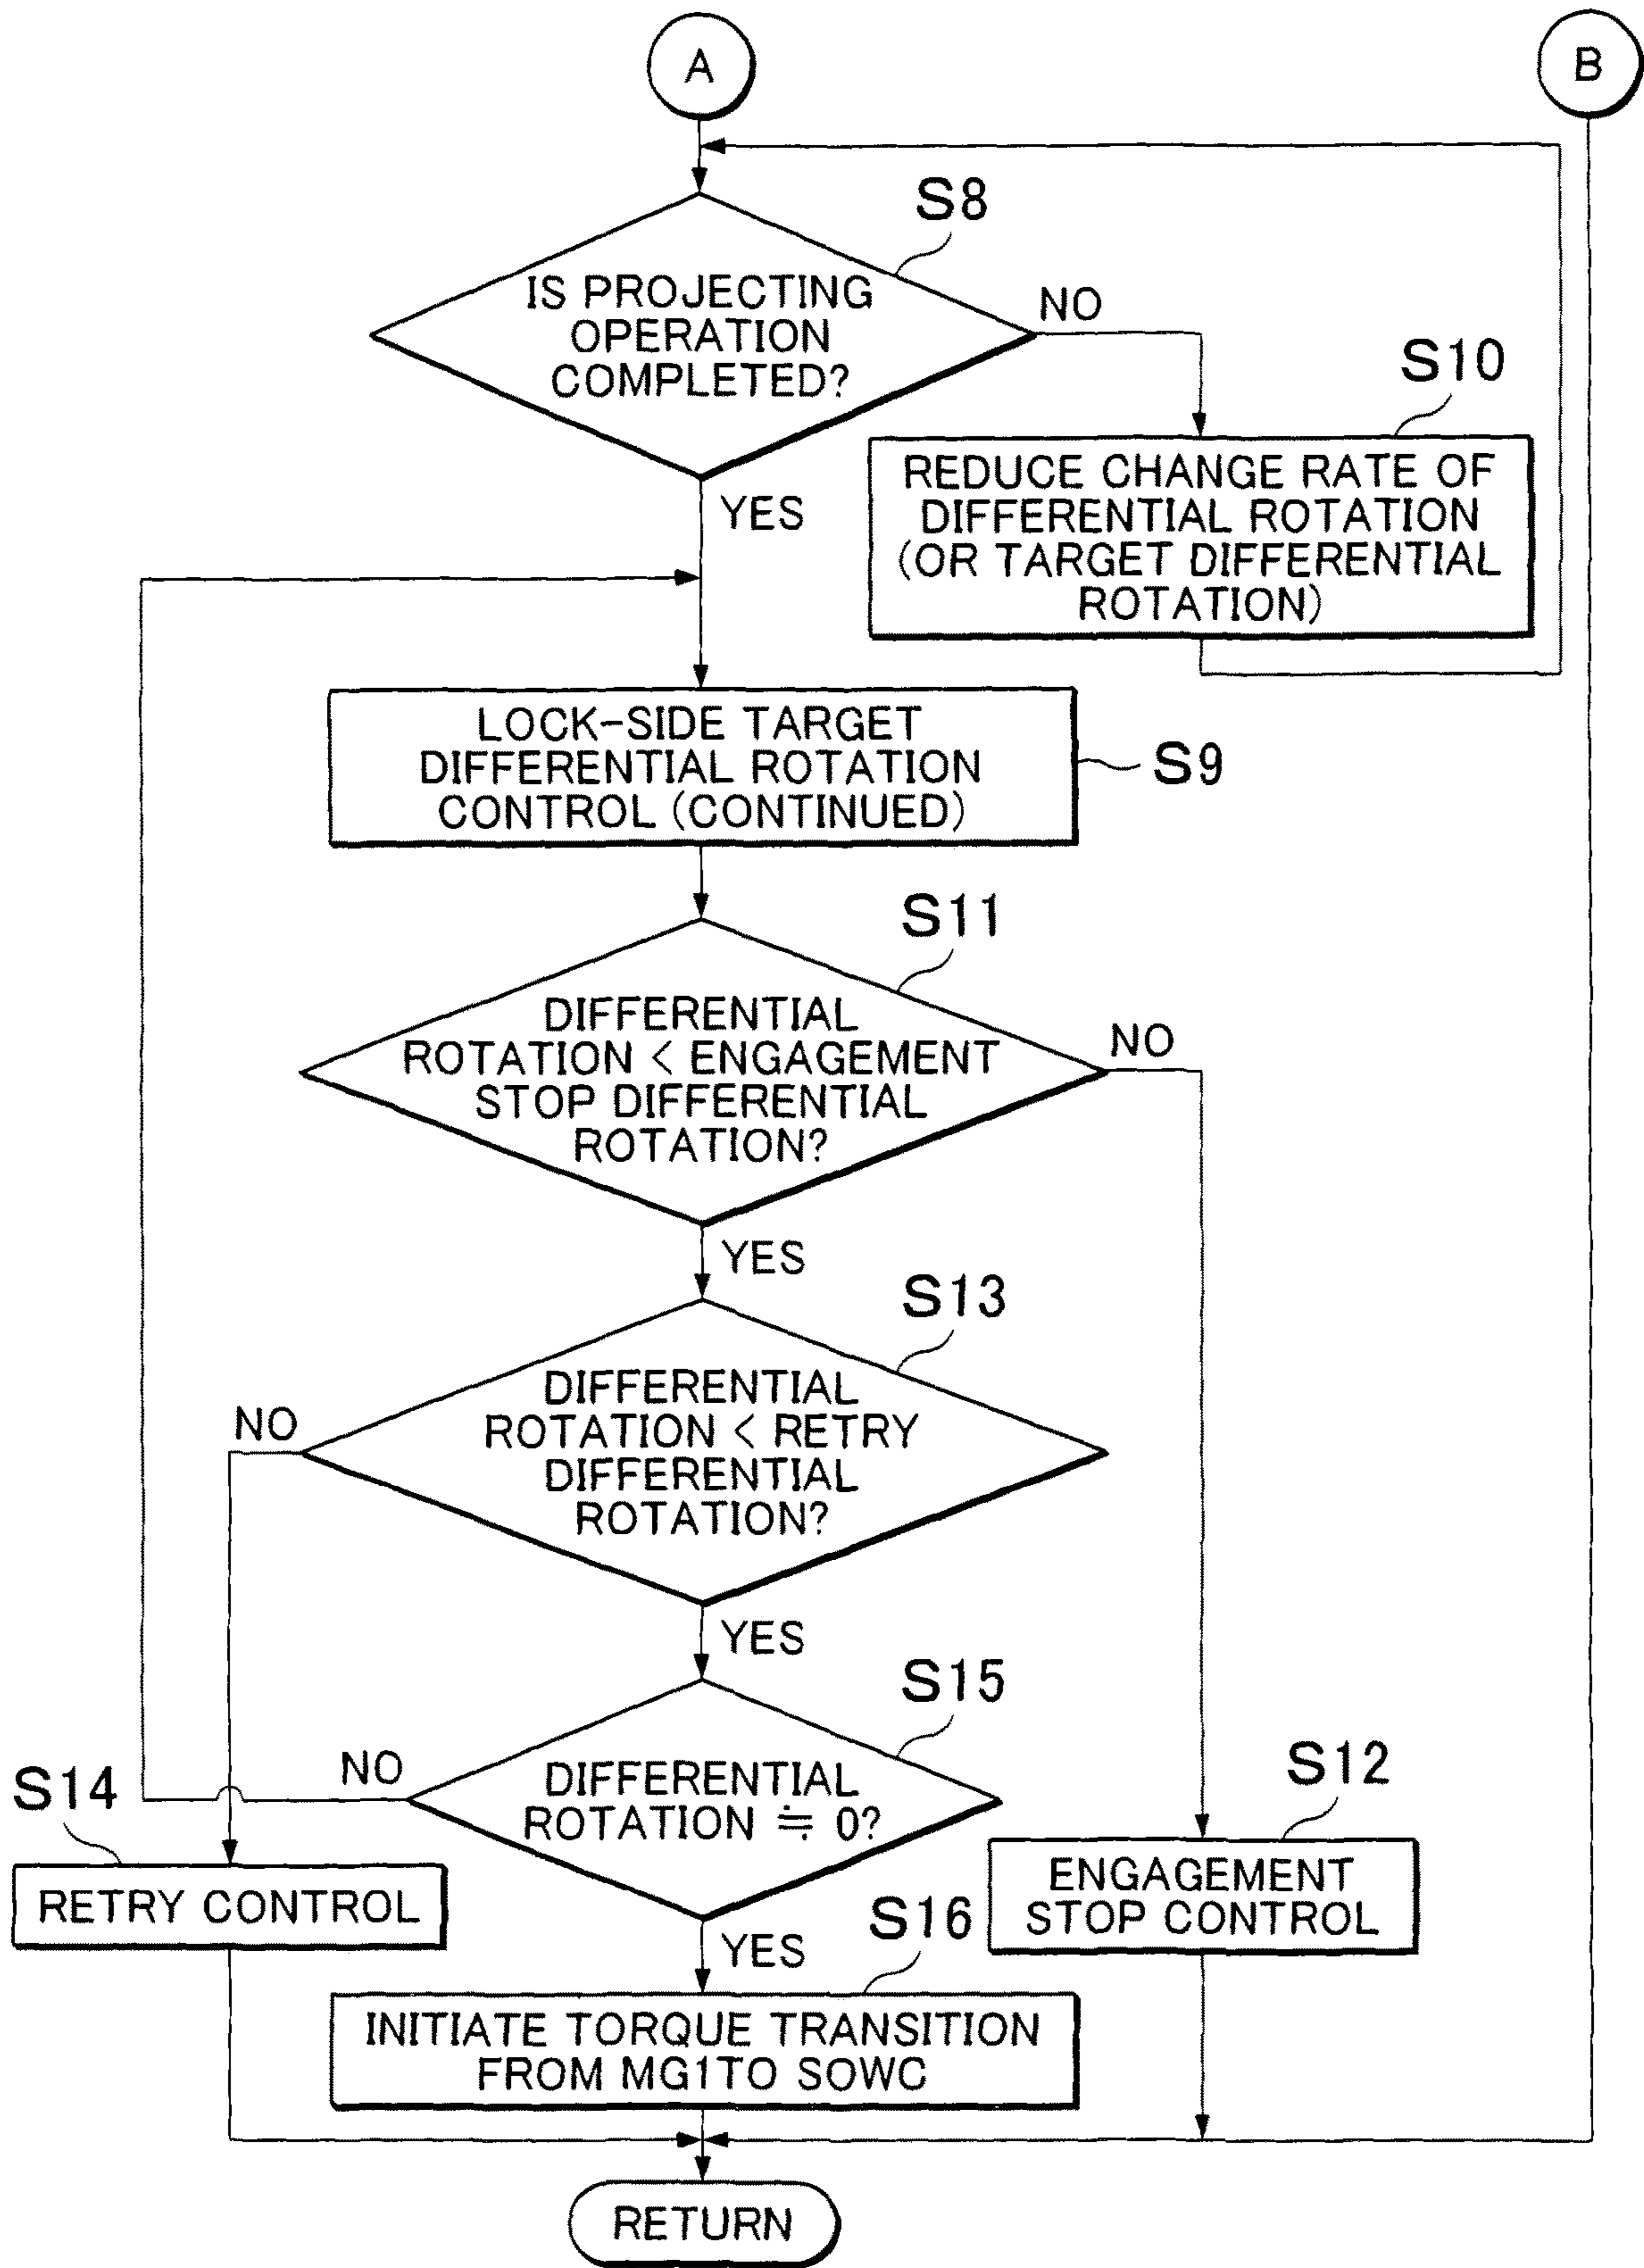 A
B
S8
IS PROJECTING
OPERATION
COMPLETED?
NO
S10
REDUCE CHANGE RATE OF
DIFFERENTIAL ROTATION
(OR TARGET DIFFERENTIAL
ROTATION)
YES
LOCK-SIDE TARGET
DIFFERENTIAL ROTATION
CONTROL (CONTINUED)
S9
S11
DIFFERENTIAL
ROTATION < ENGAGEMENT
STOP DIFFERENTIAL
ROTATION?
NO
YES
S13
DIFFERENTIAL
ROTATION < RETRY
DIFFERENTIAL
ROTATION?
NO
YES
S15
DIFFERENTIAL
ROTATION ≒ 0?
NO
S14
RETRY CONTROL
S12
ENGAGEMENT
STOP CONTROL
YES
S16
INITIATE TORQUE TRANSITION
FROM MG1TO SOWC
RETURN